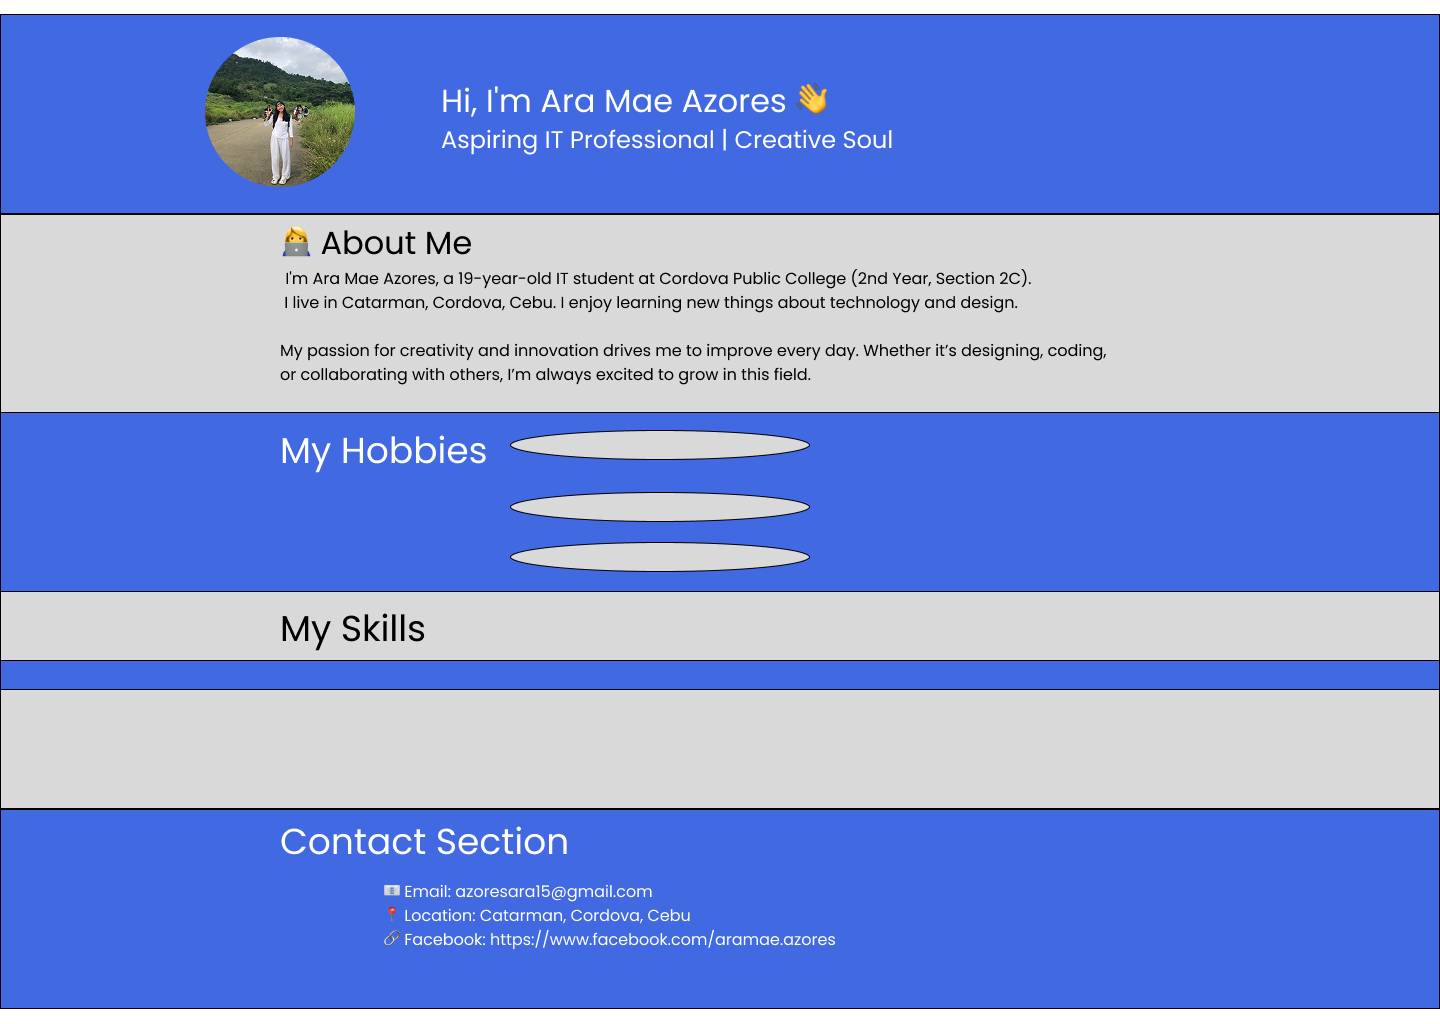 Hi, I'm Ara Mae Azores 👋
Aspiring IT Professional | Creative Soul
👩‍💻 About Me
I'm Ara Mae Azores, a 19-year-old IT student at Cordova Public College (2nd Year, Section 2C).
I live in Catarman, Cordova, Cebu. I enjoy learning new things about technology and design.
My passion for creativity and innovation drives me to improve every day. Whether it’s designing, coding,
or collaborating with others, I’m always excited to grow in this field.
My Hobbies
My Skills
Contact Section
📧 Email: azoresara15@gmail.com
📍 Location: Catarman, Cordova, Cebu
🔗 Facebook: https://www.facebook.com/aramae.azores